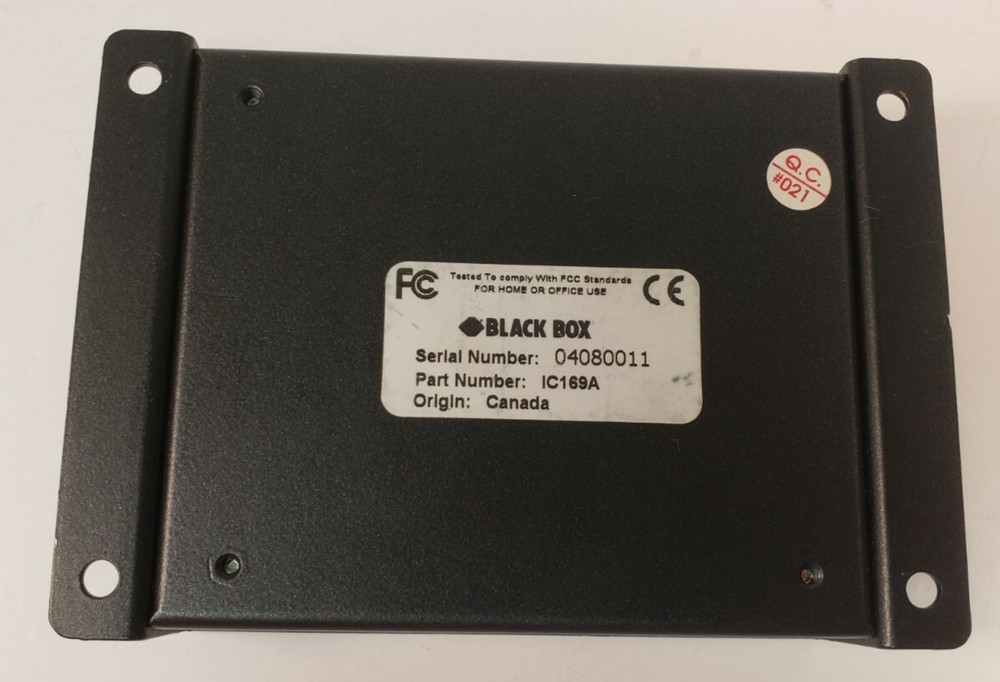 Q.C.
#021
FC Tested To comply With FCC Standards CE
FOR HOME OR OFFICE USE
BLACK BOX
Serial Number: 04080011
Part Number: IC169A
Origin: Canada